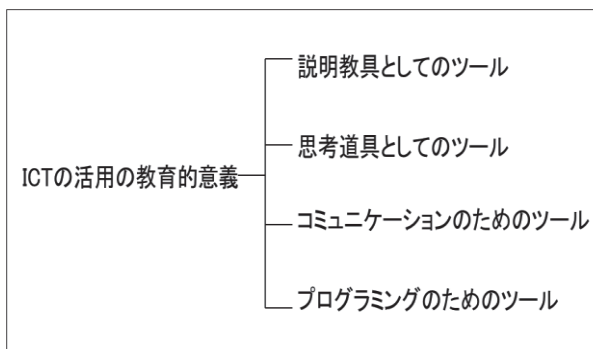 説明教具としてのツール
思考道具としてのツール
ICTの活用の教育的意義
コミュニケーションのためのツール
プログラミングのためのツール